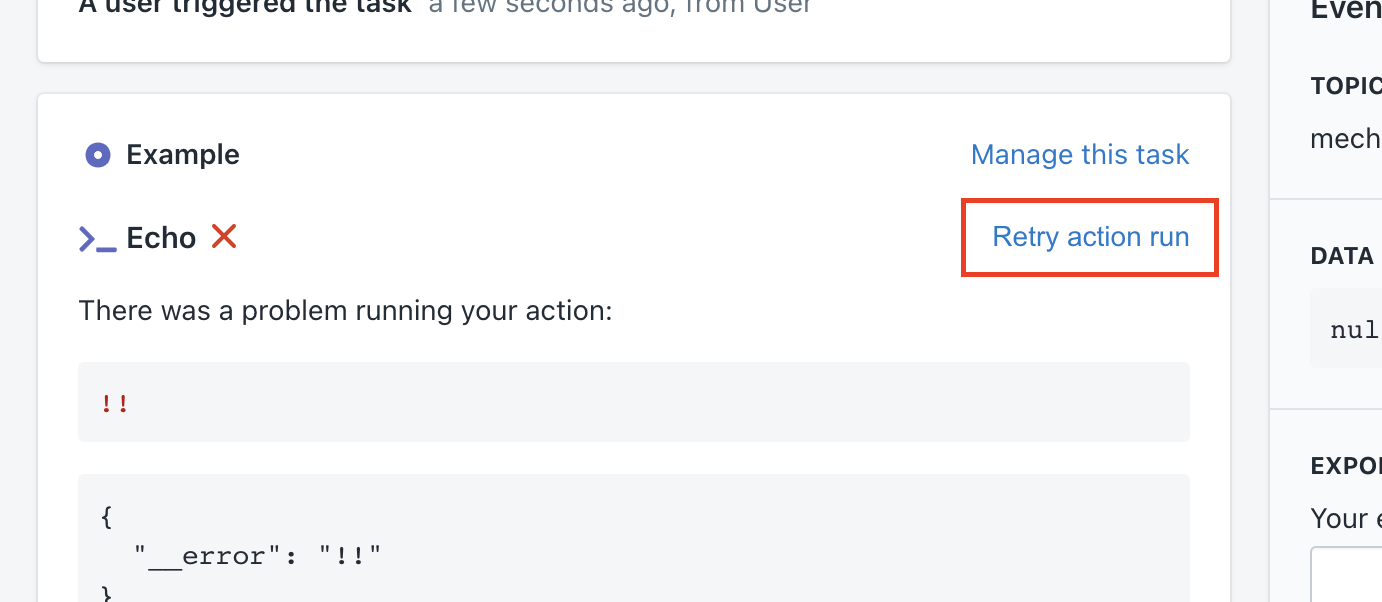 A user triggered the task a few seconds ago, from User
Example
Manage this task
Echo
Retry action run
There was a problem running your action:
!!
{
"__error": "!!"
}
Even
TOPIC
mech
DATA
nul
EXPO
Your e